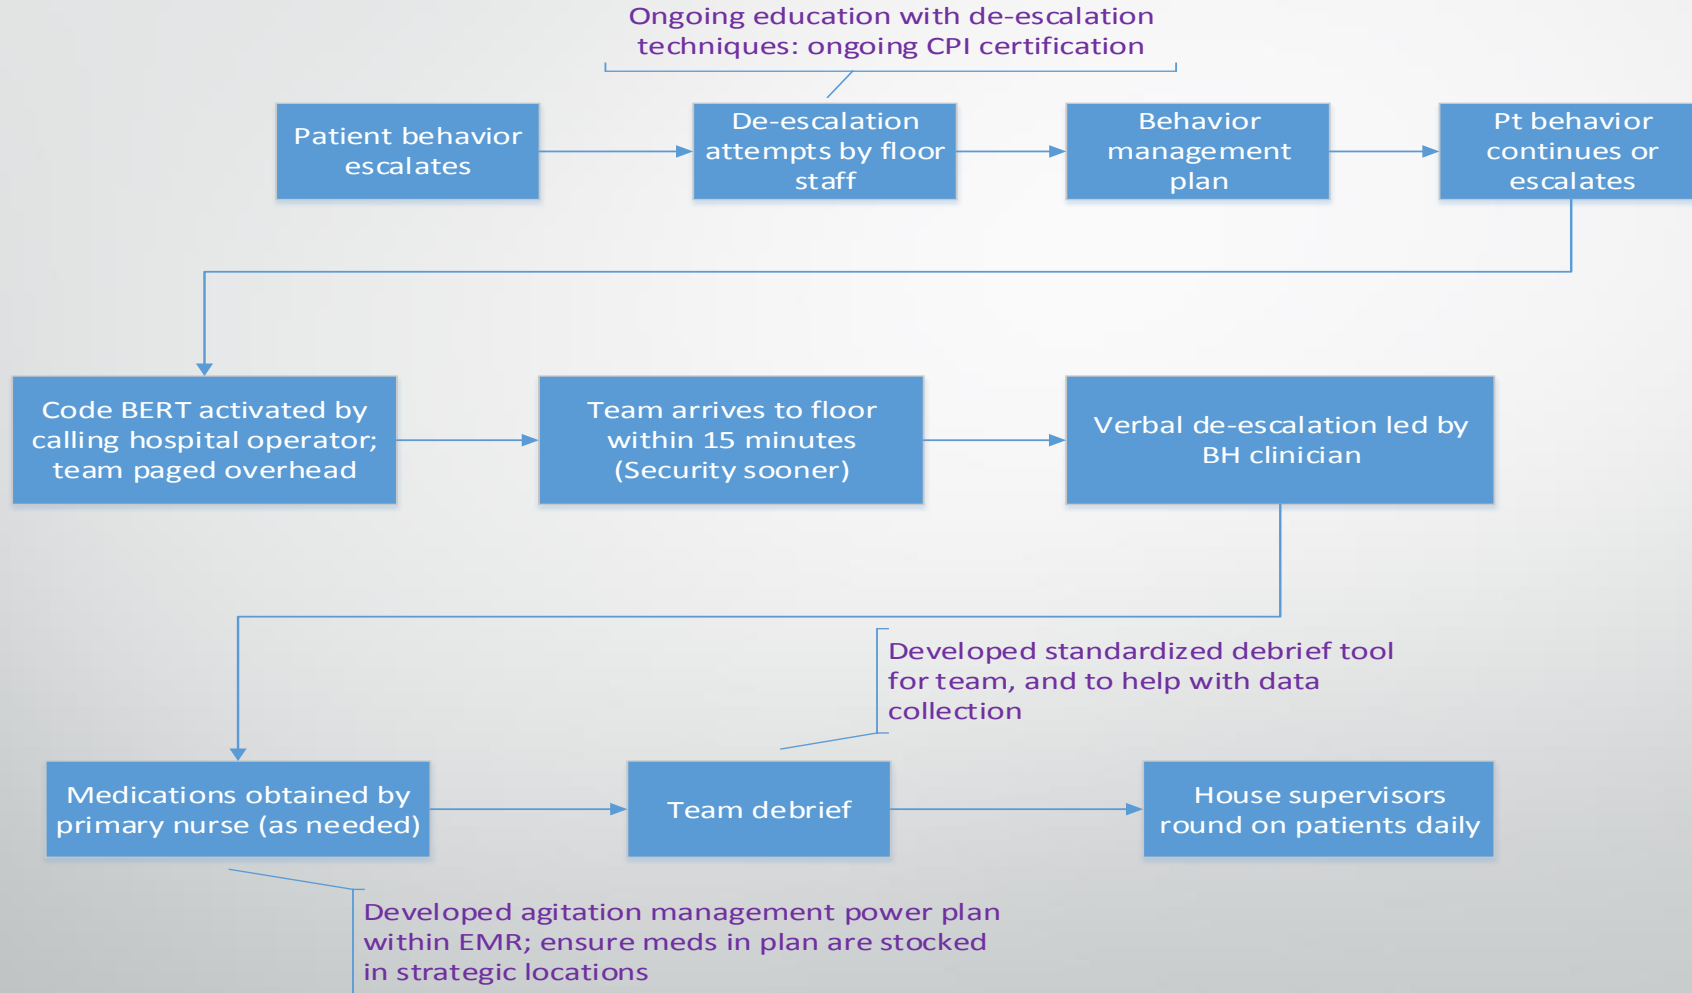 Ongoing education with de-escalation
techniques: ongoing CPI certification
Patient behavior
escalates
De-escalation
attempts by floor
staff
Behavior
management
plan
Pt behavior
continues or
escalates
Code BERT activated by
calling hospital operator;
team paged overhead
Team arrives to floor
within 15 minutes
(Security sooner)
Verbal de-escalation led by
BH clinician
Developed standardized debrief tool
for team, and to help with data
collection
Medications obtained by
primary nurse (as needed)
Team debrief
House supervisors
round on patients daily
Developed agitation management power plan
within EMR; ensure meds in plan are stocked
in strategic locations